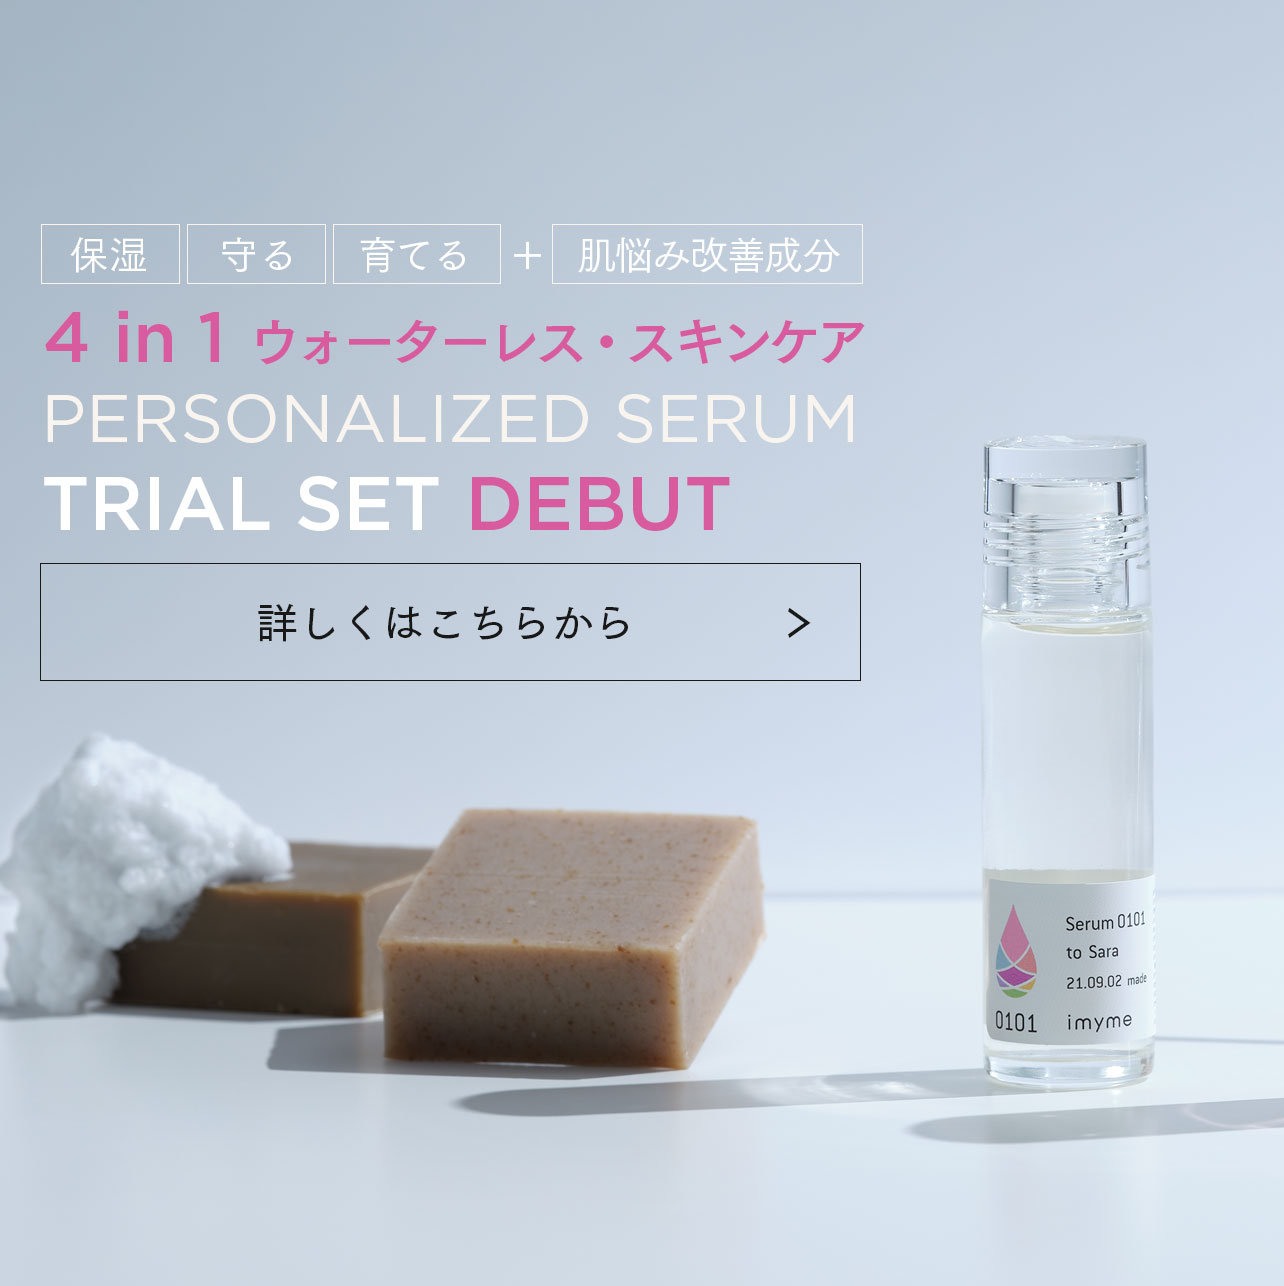 保湿 守る 育てる + 肌悩み改善成分
4 in 1 ウォーターレス・スキンケア
PERSONALIZED SERUM
TRIAL SET DEBUT
詳しくはこちらから >
Serum 0101
to Sara
21.09.02 made
0101 imyme